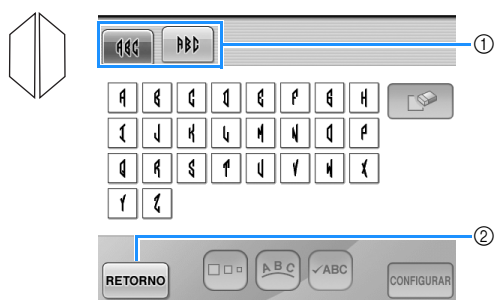 ABC ABC ①
A B C D E F G H
I J K L M N O P
Q R S T U V W X
Y Z
②
RETORNO ABC ✓ABC CONFIGURAR